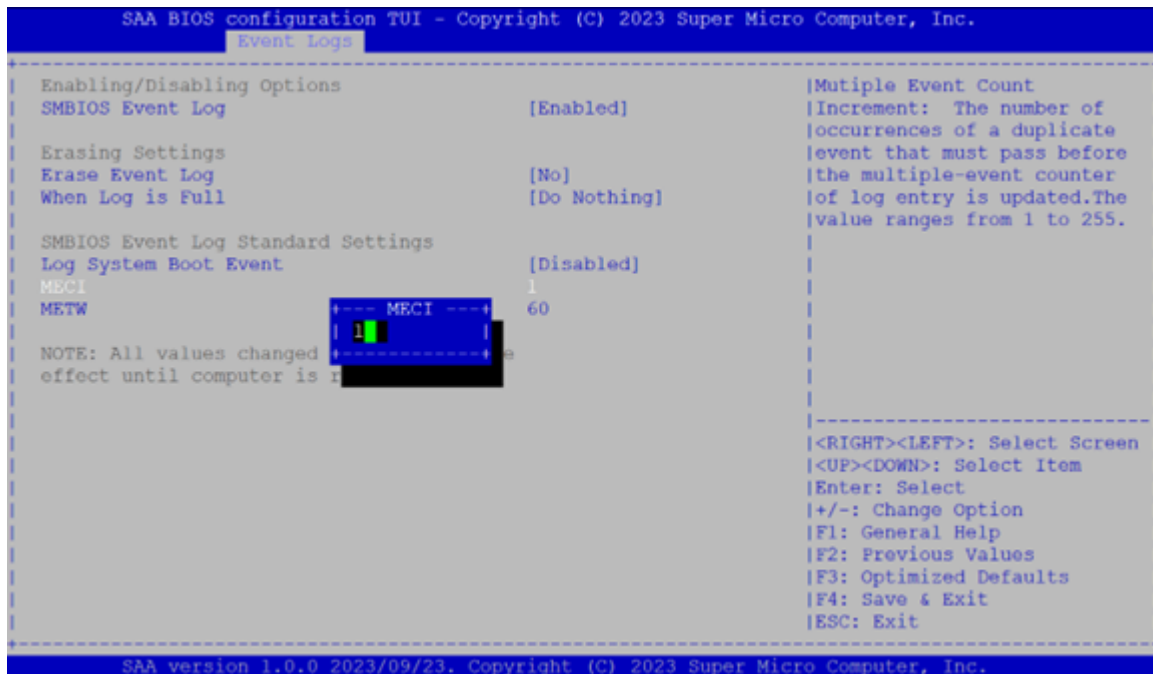 SAA BIOS configuration TUI - Copyright (C) 2023 Super Micro Computer, Inc.
Event Logs
Enabling/Disabling Options
SMBIOS Event Log [Enabled]
Erasing Settings
Erase Event Log [No]
When Log is Full [Do Nothing]
SMBIOS Event Log Standard Settings
Log System Boot Event [Disabled]
MECI 1
METW 60
--- MECI ---
1
NOTE: All values changed e
effect until computer is r
Mutiple Event Count
Increment: The number of
occurrences of a duplicate
event that must pass before
the multiple-event counter
of log entry is updated.The
value ranges from 1 to 255.
<RIGHT><LEFT>: Select Screen
<UP><DOWN>: Select Item
Enter: Select
+/-: Change Option
F1: General Help
F2: Previous Values
F3: Optimized Defaults
F4: Save & Exit
ESC: Exit
SAA version 1.0.0 2023/09/23. Copyright (C) 2023 Super Micro Computer, Inc.